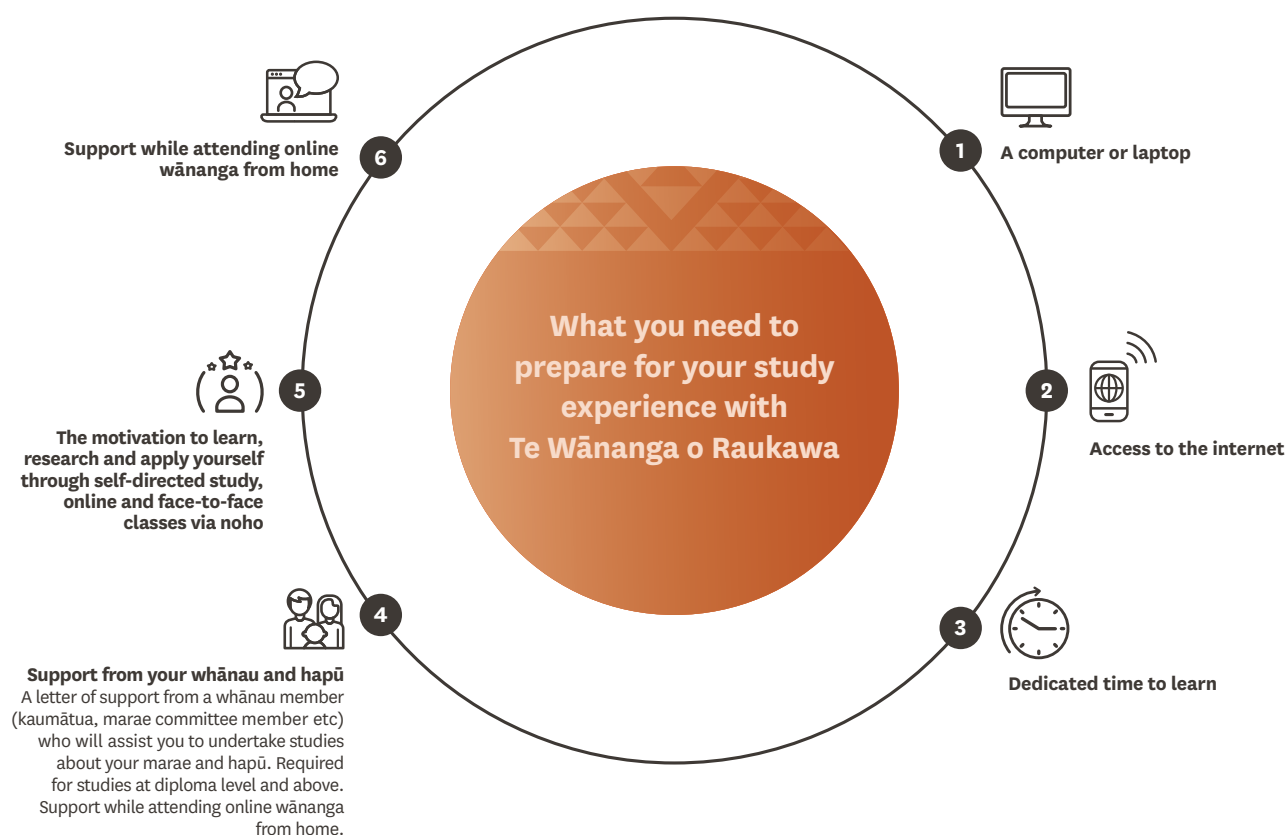 What you need to
prepare for your study
experience with
Te Wānanga o Raukawa
1
A computer or laptop
2
Access to the internet
3
Dedicated time to learn
4
Support from your whānau and hapū
A letter of support from a whānau member
(kaumātua, marae committee member etc)
who will assist you to undertake studies
about your marae and hapū. Required
for studies at diploma level and above.
Support while attending online wānanga
from home.
5
The motivation to learn,
research and apply yourself
through self-directed study,
online and face-to-face
classes via noho
6
Support while attending online
wānanga from home